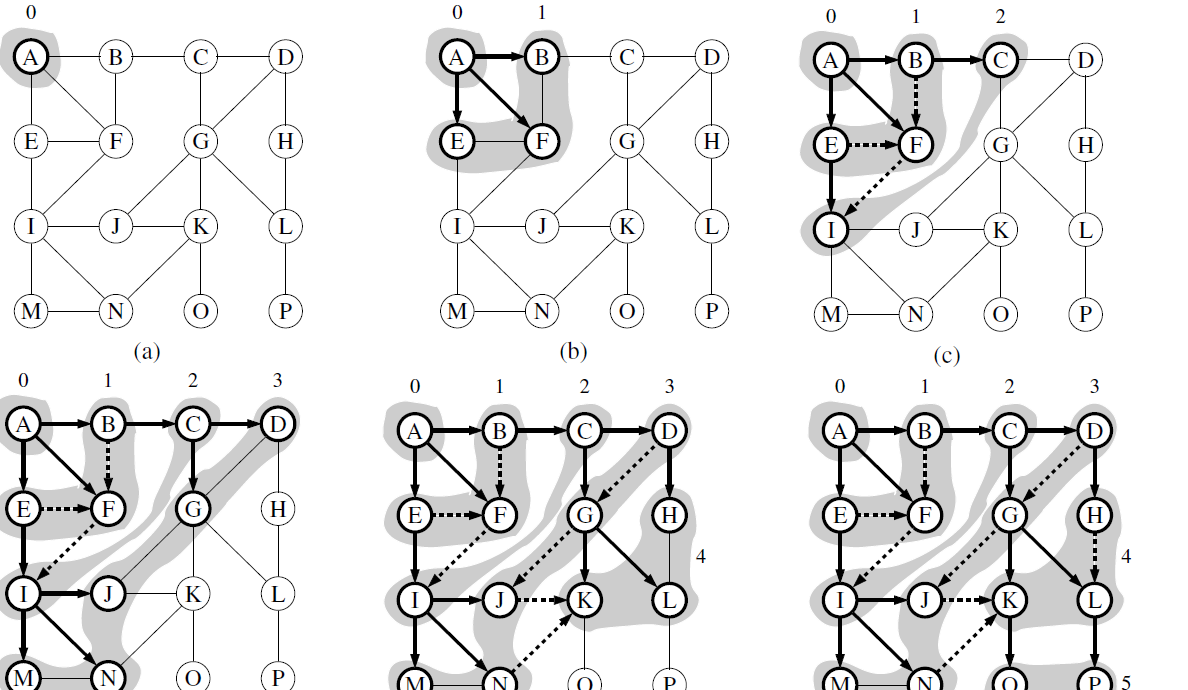 0 0 1 0 1 2
A B C D A B C D A B C D
E F G H E F G H E F G H
I J K L I J K L I J K L
M N O P M N O P M N O P
(a) (b) (c)
0 1 2 3 0 1 2 3 0 1 2 3
A B C D A B C D A B C D
E F G H E F G H E F G H
4 4
I J K L I J K L I J K L
M N O P M N O P M N O P 5